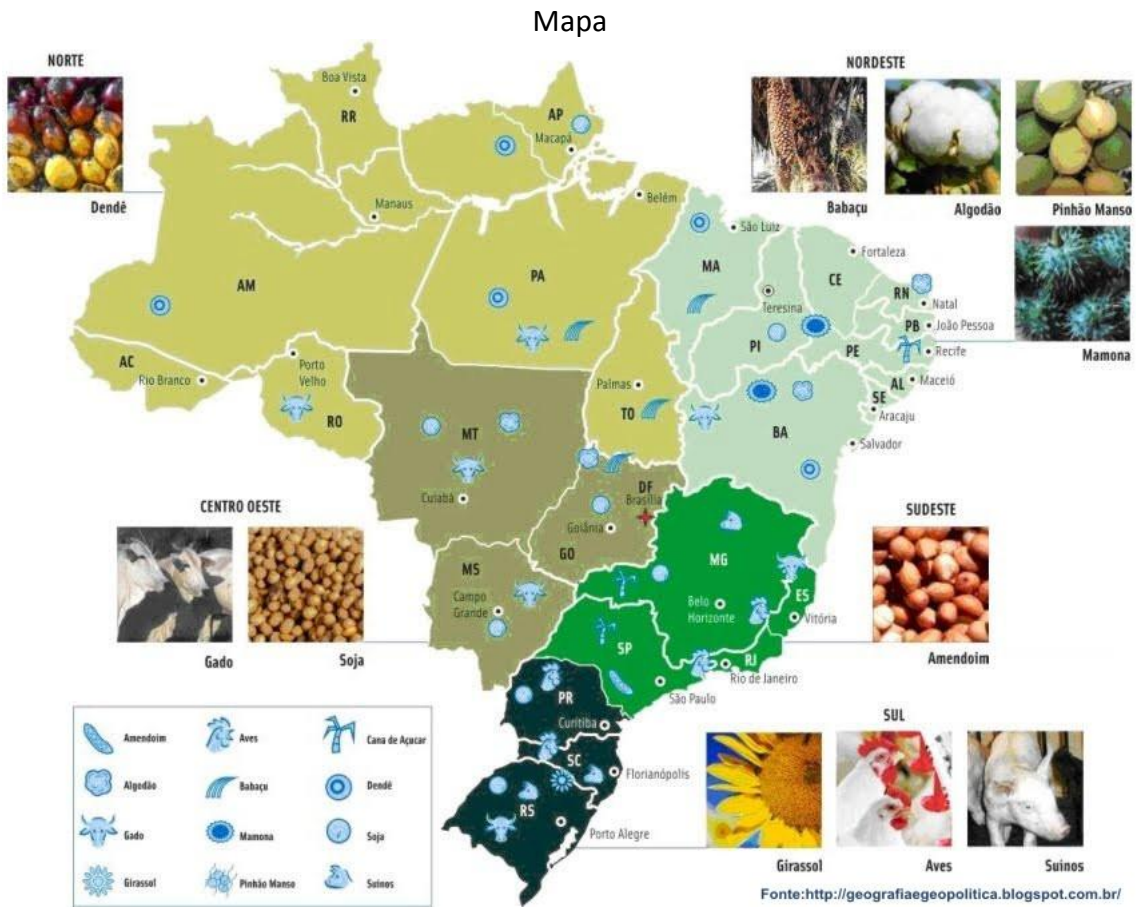 Mapa
NORTE
Dendê
NORDESTE
Babaçu
Algodão
Pinhão Manso
Mamona
Boa Vista
RR
AP
Macapá
Manaus
Belém
AM
PA
São Luiz
MA
Fortaleza
CE
Teresina
RN
Natal
PB
João Pessoa
PI
PE
Recife
AC
Rio Branco
Porto
Velho
RO
Palmas
TO
AL
Maceió
SE
Aracaju
MT
BA
Salvador
Cuiabá
DF
Brasília
Goiânia
GO
CENTRO OESTE
Gado
Soja
SUDESTE
Amendoim
MS
Campo
Grande
MG
Belo
Horizonte
ES
Vitória
SP
RJ
Rio de Janeiro
São Paulo
PR
Curitiba
SC
Florianópolis
RS
Porto Alegre
SUL
Girassol
Aves
Suinos
Amendoim
Aves
Cana de Açucar
Algodão
Babaçu
Dendê
Gado
Mamona
Soja
Girassol
Pinhão Manso
Suinos
Fonte:http://geografiaegeopolitica.blogspot.com.br/